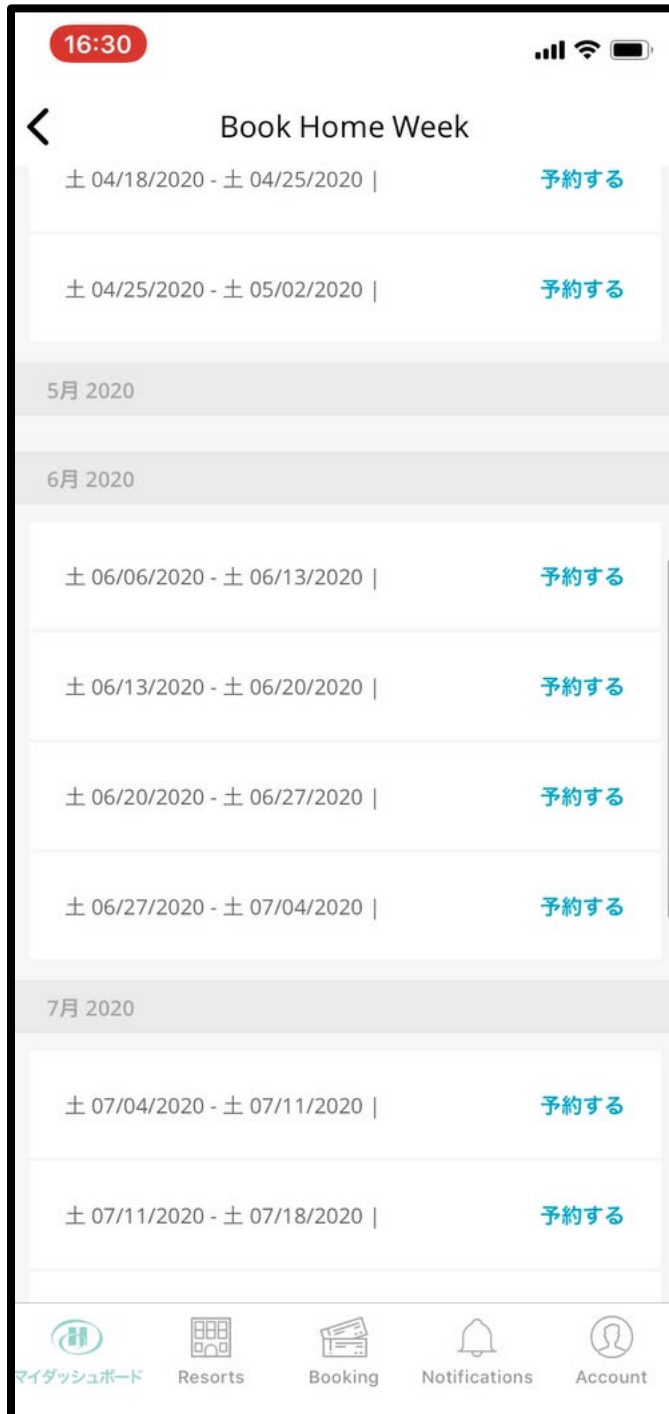 16:30
Book Home Week
土 04/18/2020 - 土 04/25/2020 | 予約する
土 04/25/2020 - 土 05/02/2020 | 予約する
5月 2020
6月 2020
土 06/06/2020 - 土 06/13/2020 | 予約する
土 06/13/2020 - 土 06/20/2020 | 予約する
土 06/20/2020 - 土 06/27/2020 | 予約する
土 06/27/2020 - 土 07/04/2020 | 予約する
7月 2020
土 07/04/2020 - 土 07/11/2020 | 予約する
土 07/11/2020 - 土 07/18/2020 | 予約する
マイダッシュボード Resorts Booking Notifications Account